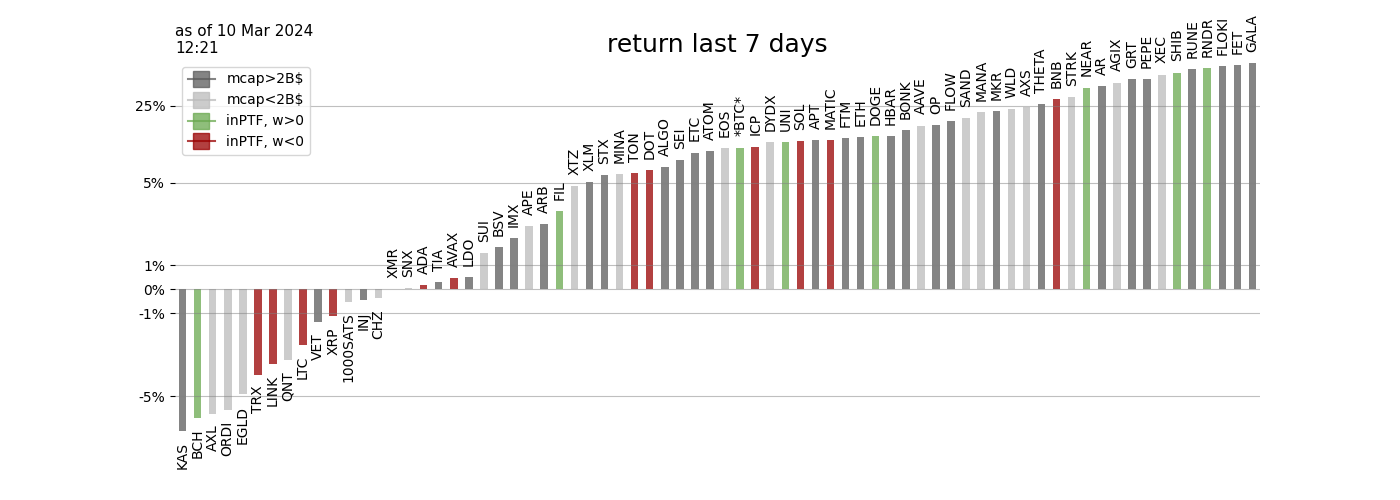 as of 10 Mar 2024
12:21
return last 7 days
mcap>2B$
mcap<2B$
inPTF, w>0
inPTF, w<0
25%
5%
1%
0%
-1%
-5%
KAS
BCH
AXL
ORDI
EGLD
TRX
LINK
QNT
LTC
VET
XRP
1000SATS
INJ
CHZ
XMR
SNX
ADA
TIA
AVAX
LDO
SUI
BSV
IMX
APE
ARB
FIL
XTZ
XLM
STX
MINA
TON
DOT
ALGO
SEI
ETC
ATOM
EOS
*BTC*
ICP
DYDX
UNI
SOL
APT
MATIC
FTM
ETH
DOGE
HBAR
BONK
AAVE
OP
FLOW
SAND
MANA
MKR
WLD
AXS
THETA
BNB
STRK
NEAR
AR
AGIX
GRT
PEPE
XEC
SHIB
RUNE
RNDR
FLOKI
FET
GALA